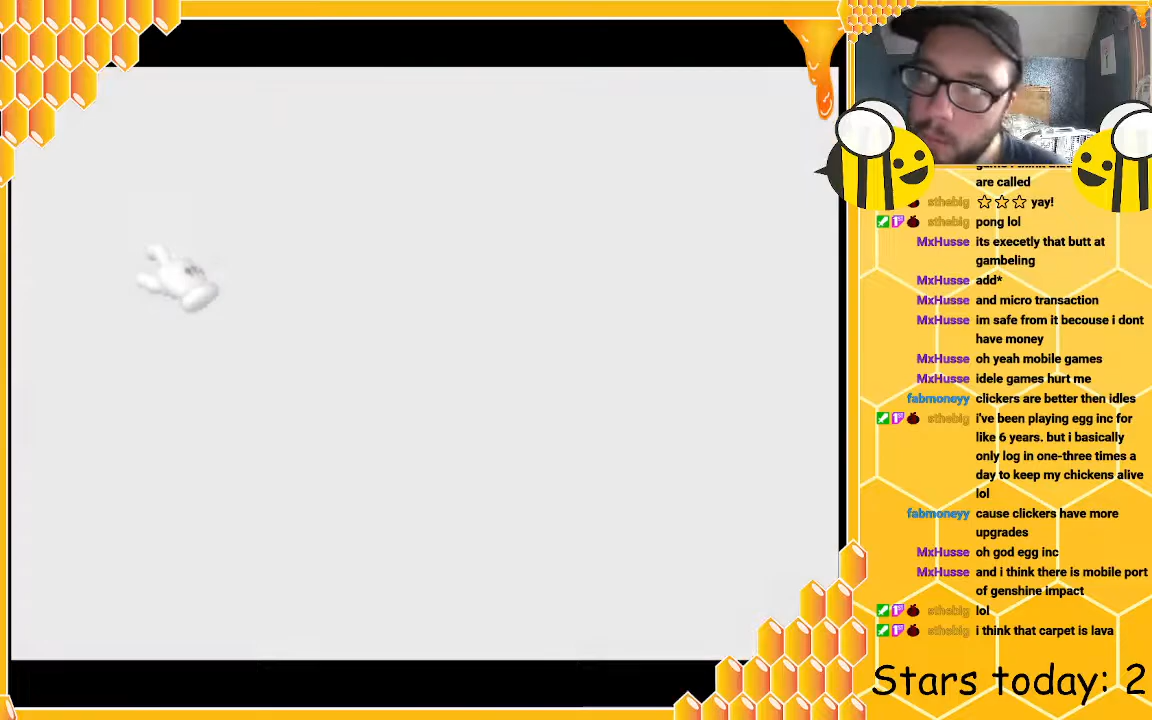 are called
sthebig ☆☆☆ yay!
sthebig pong lol
MxHusse its execetly that butt at
gambeling
MxHusse add*
MxHusse and micro transaction
MxHusse im safe from it becouse i dont
have money
MxHusse oh yeah mobile games
MxHusse idele games hurt me
fabmoneyy clickers are better then idles
sthebig i've been playing egg inc for
like 6 years. but i basically
only log in one-three times a
day to keep my chickens alive
lol
fabmoneyy cause clickers have more
upgrades
MxHusse oh god egg inc
MxHusse and i think there is mobile port
of genshine impact
sthebig lol
sthebig i think that carpet is lava
Stars today: 2